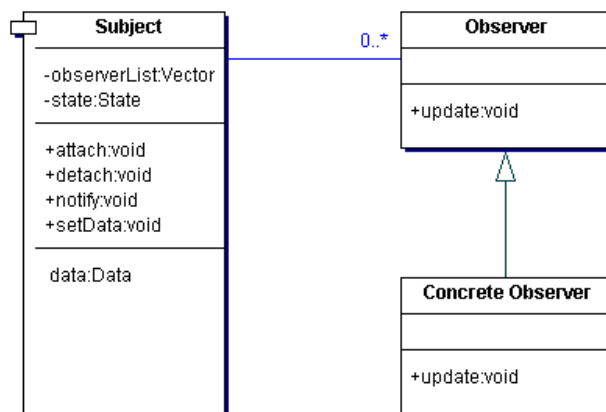 Subject
-observerList:Vector
-state:State
+attach:void
+detach:void
+notify:void
+setData:void
data:Data
0..*
Observer
+update:void
Concrete Observer
+update:void